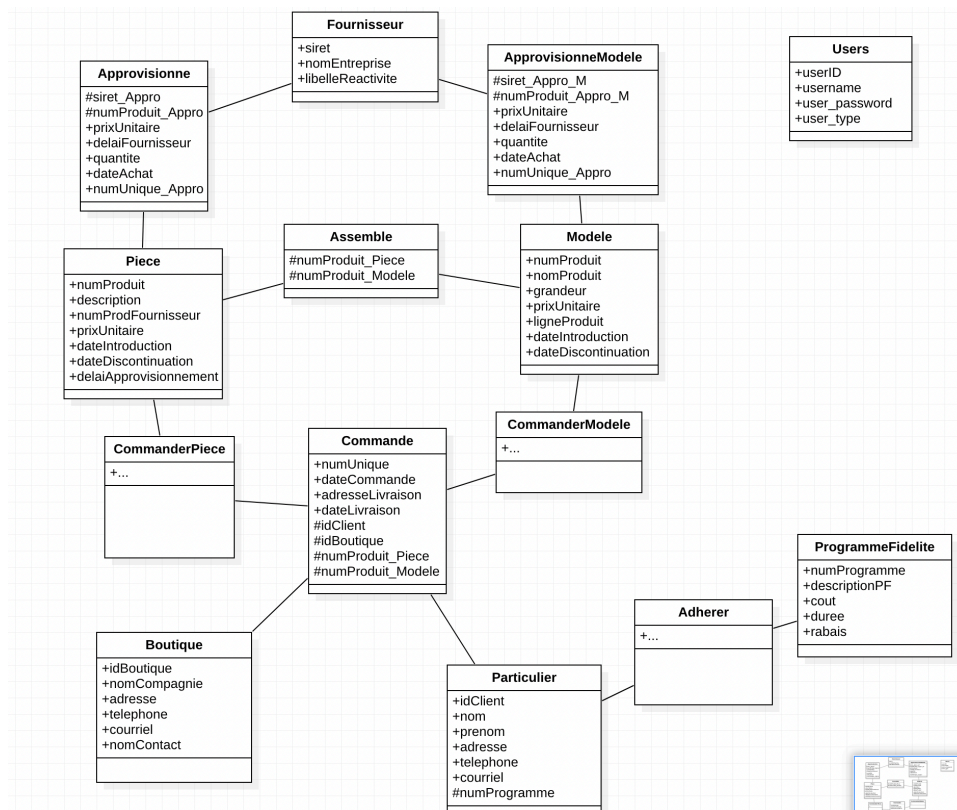 Fournisseur
+siret
+nomEntreprise
+libelleReactivite
Approvisionne
#siret_Appro
#numProduit_Appro
+prixUnitaire
+delaiFournisseur
+quantite
+dateAchat
+numUnique_Appro
ApprovisionneModele
#siret_Appro_M
#numProduit_Appro_M
+prixUnitaire
+delaiFournisseur
+quantite
+dateAchat
+numUnique_Appro
Users
+userID
+username
+user_password
+user_type
Piece
+numProduit
+description
+numProdFournisseur
+prixUnitaire
+dateIntroduction
+dateDiscontinuation
+delaiApprovisionnement
Assemble
#numProduit_Piece
#numProduit_Modele
Modele
+numProduit
+nomProduit
+grandeur
+prixUnitaire
+ligneProduit
+dateIntroduction
+dateDiscontinuation
CommanderPiece
+...
Commande
+numUnique
+dateCommande
+adresseLivraison
+dateLivraison
#idClient
#idBoutique
#numProduit_Piece
#numProduit_Modele
CommanderModele
+...
Boutique
+idBoutique
+nomCompagnie
+adresse
+telephone
+courriel
+nomContact
Particulier
+idClient
+nom
+prenom
+adresse
+telephone
+courriel
#numProgramme
Adherer
+...
ProgrammeFidelite
+numProgramme
+descriptionPF
+cout
+duree
+rabais